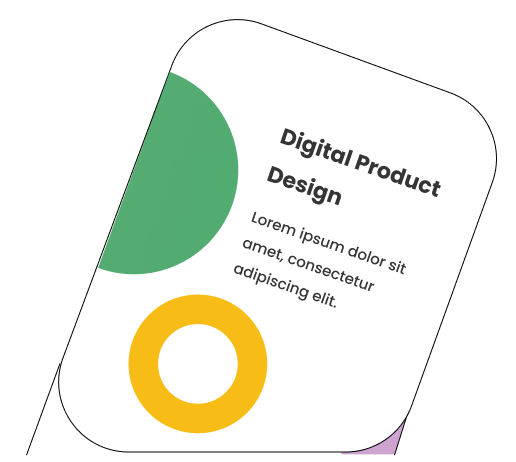 Digital Product
Design
Lorem ipsum dolor sit
amet, consectetur
adipiscing elit.